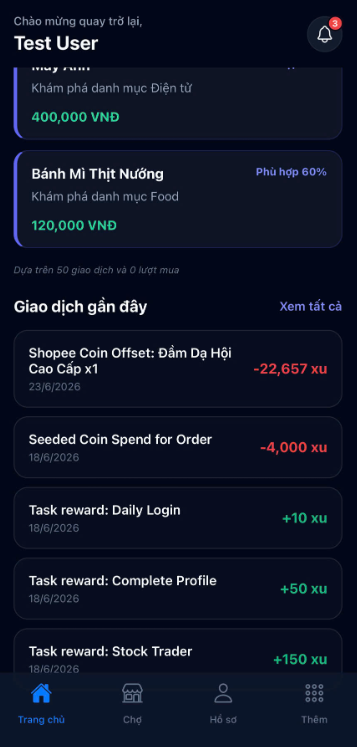 Chào mừng quay trở lại,
Test User
3
Máy Ảnh
Khám phá danh mục Điện tử
400,000 VNĐ
Bánh Mì Thịt Nướng
Phù hợp 60%
Khám phá danh mục Food
120,000 VNĐ
Dựa trên 50 giao dịch và 0 lượt mua
Giao dịch gần đây
Xem tất cả
Shopee Coin Offset: Đầm Dạ Hội
Cao Cấp x1
-22,657 xu
23/6/2026
Seeded Coin Spend for Order
-4,000 xu
18/6/2026
Task reward: Daily Login
+10 xu
18/6/2026
Task reward: Complete Profile
+50 xu
18/6/2026
Task reward: Stock Trader
+150 xu
18/6/2026
Trang chủ
Chợ
Hồ sơ
Thêm